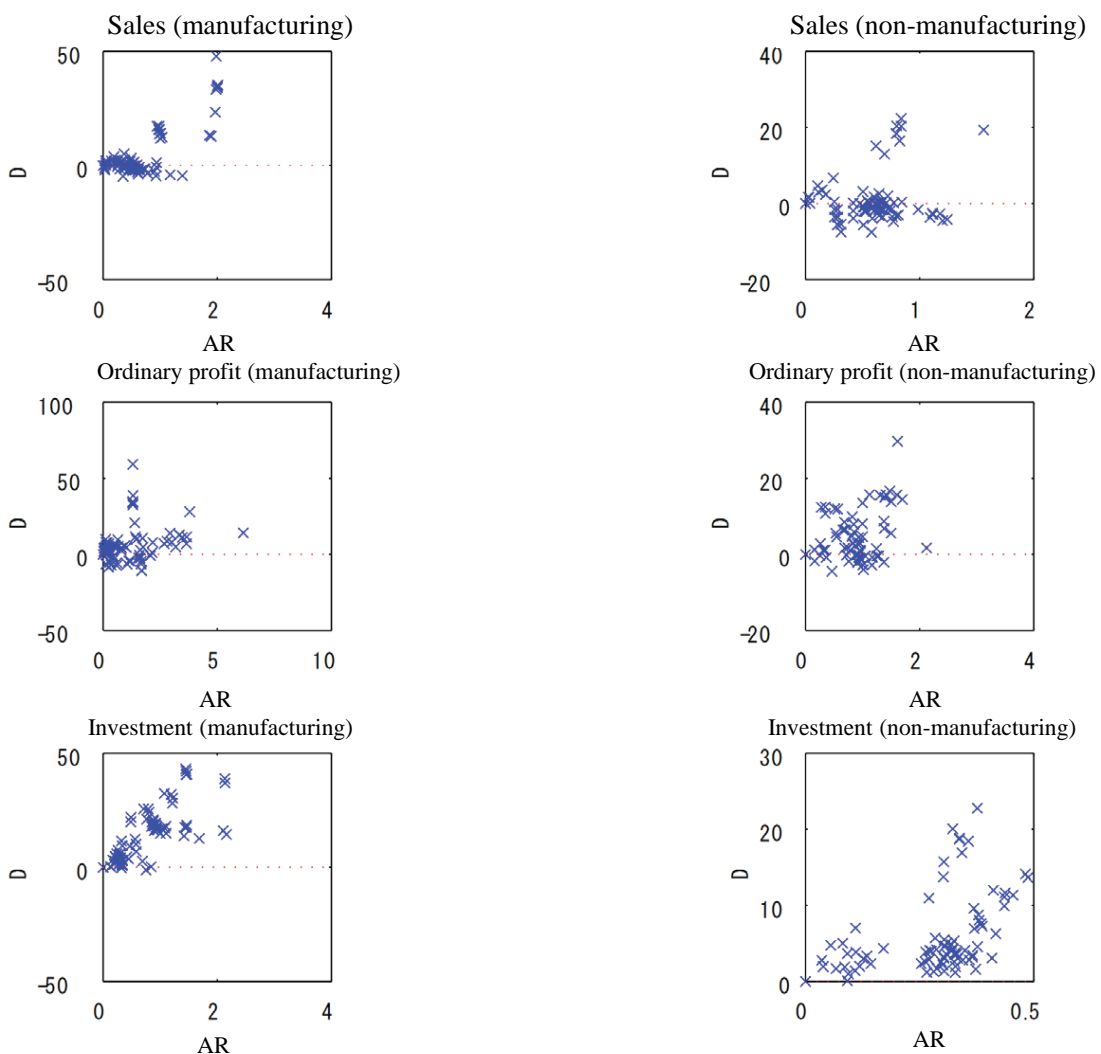 Sales (manufacturing)
50
0
-50
D
0 2 4
AR
Sales (non-manufacturing)
40
20
0
-20
D
0 1 2
AR
Ordinary profit (manufacturing)
100
50
0
-50
D
0 5 10
AR
Ordinary profit (non-manufacturing)
40
20
0
-20
D
0 2 4
AR
Investment (manufacturing)
50
0
-50
D
0 2 4
AR
Investment (non-manufacturing)
30
20
10
0
D
0 0.5
AR